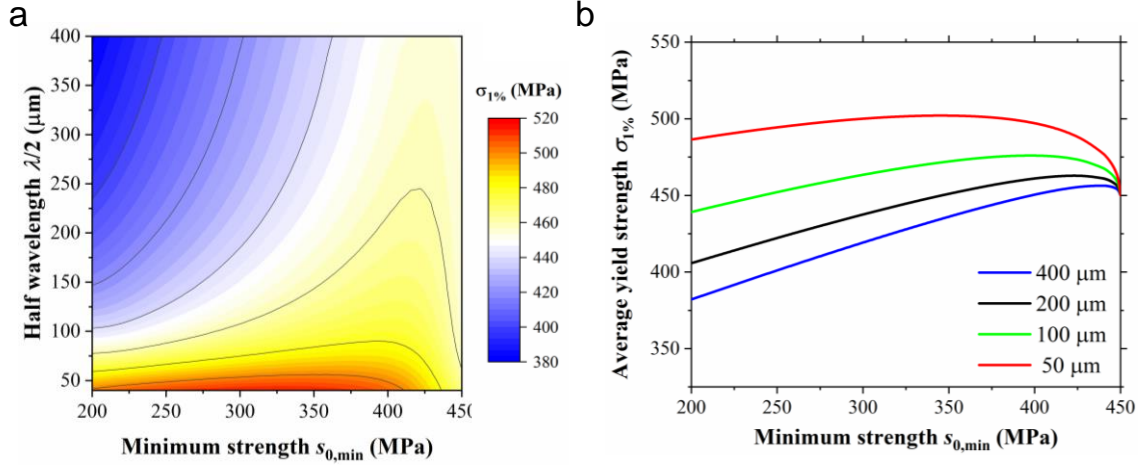 a
400
350
300
250
200
150
100
50
Half wavelength λ/2 (μm)
200 250 300 350 400 450
Minimum strength s0,min (MPa)
σ1% (MPa)
520
500
480
460
440
420
400
380
b
550
500
450
400
350
Average yield strength σ1% (MPa)
400 μm
200 μm
100 μm
50 μm
200 250 300 350 400 450
Minimum strength s0,min (MPa)